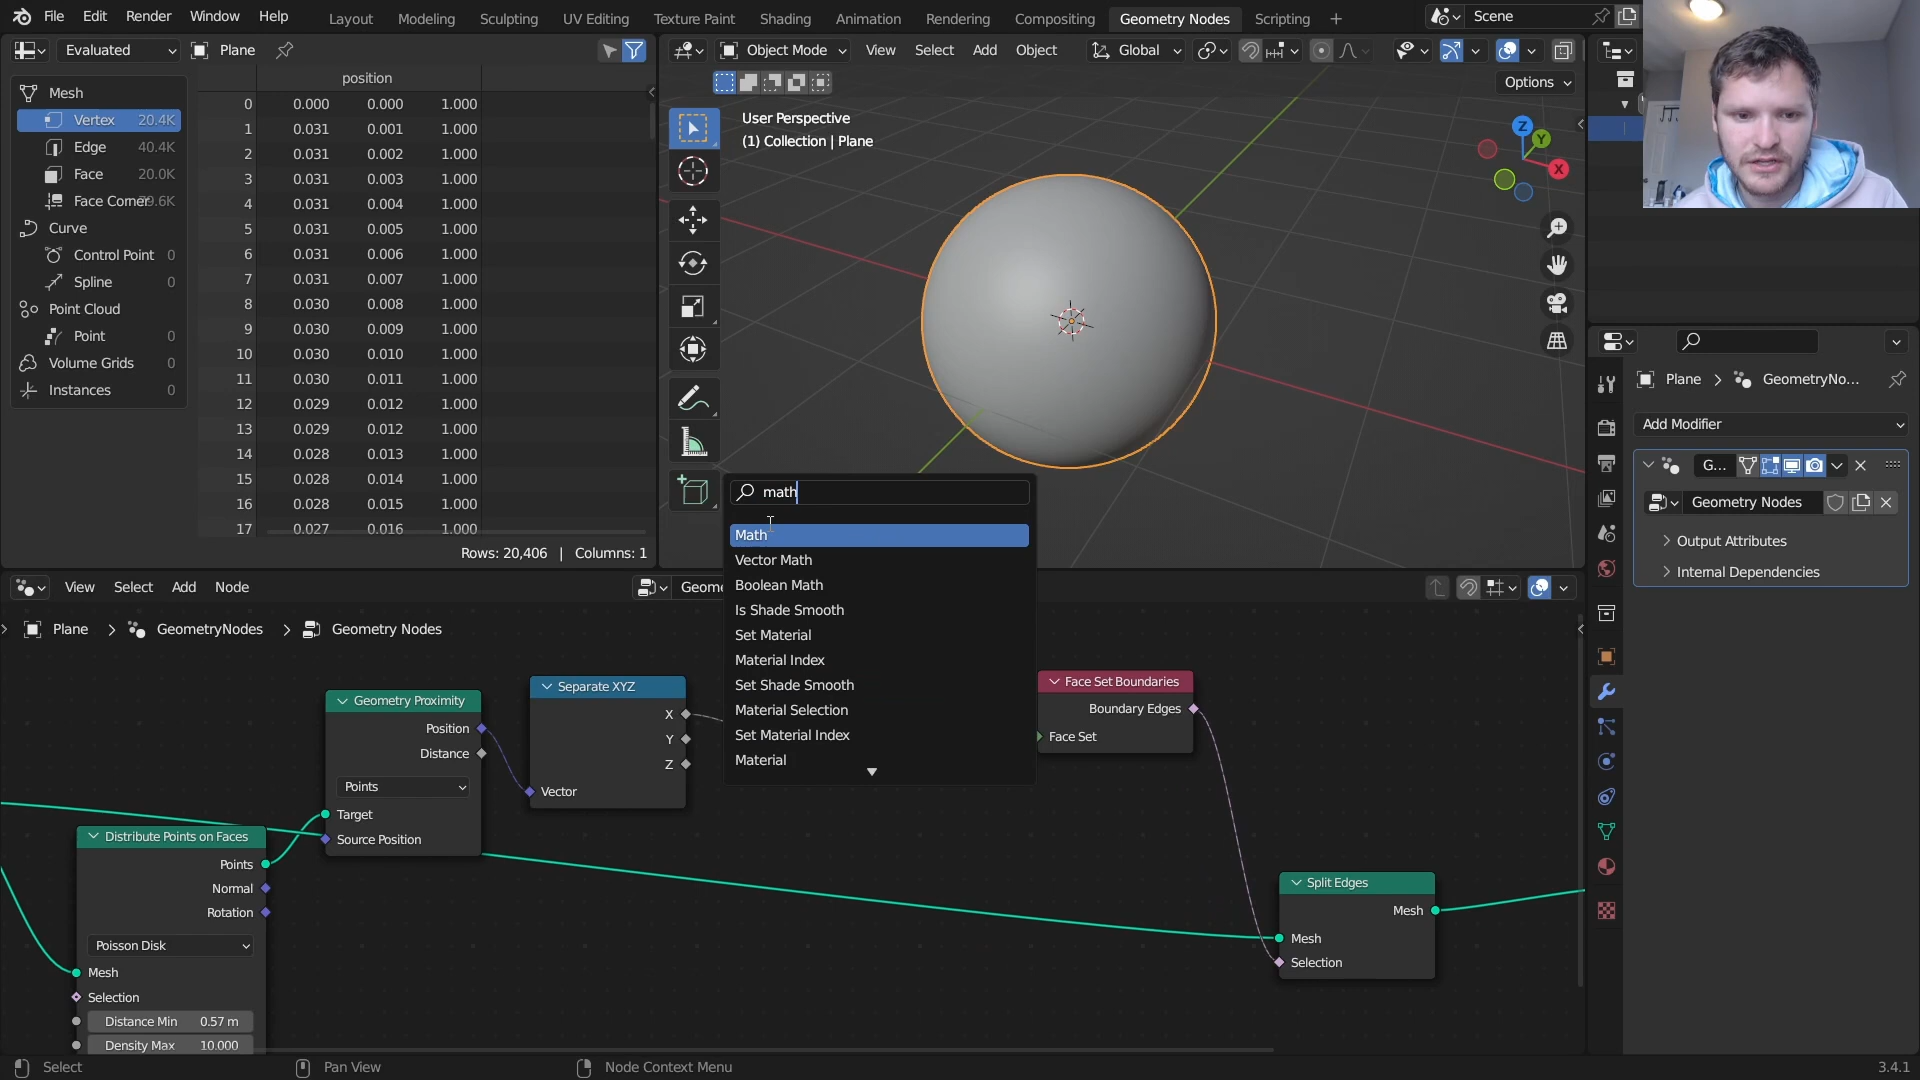 File Edit Render Window Help
Layout Modeling Sculpting UV Editing Texture Paint Shading Animation Rendering Compositing Geometry Nodes Scripting
Scene
Evaluated Plane
Object Mode View Select Add Object Global
Options
position
Mesh
Vertex 20.4K
Edge 40.4K
Face 20.0K
Face Corner 79.6K
Curve
Control Point 0
Spline 0
Point Cloud
Point 0
Volume Grids 0
Instances 0
0 0.000 0.000 1.000
1 0.031 0.001 1.000
2 0.031 0.002 1.000
3 0.031 0.003 1.000
4 0.031 0.004 1.000
5 0.031 0.005 1.000
6 0.031 0.006 1.000
7 0.031 0.007 1.000
8 0.030 0.008 1.000
9 0.030 0.009 1.000
10 0.030 0.010 1.000
11 0.030 0.011 1.000
12 0.029 0.012 1.000
13 0.029 0.012 1.000
14 0.028 0.013 1.000
15 0.028 0.014 1.000
16 0.028 0.015 1.000
17 0.027 0.016 1.000
Rows: 20,406 | Columns: 1
User Perspective
(1) Collection | Plane
Z
Y
X
math
Math
Vector Math
Boolean Math
Is Shade Smooth
Set Material
Material Index
Set Shade Smooth
Material Selection
Set Material Index
Material
Plane > GeometryNo...
Add Modifier
G...
Geometry Nodes
Output Attributes
Internal Dependencies
View Select Add Node
Geome
Plane > GeometryNodes > Geometry Nodes
Geometry Proximity
Position
Distance
Points
Target
Source Position
Separate XYZ
X
Y
Z
Vector
Face Set Boundaries
Boundary Edges
Face Set
Distribute Points on Faces
Points
Normal
Rotation
Poisson Disk
Mesh
Selection
Distance Min 0.57 m
Density Max 10.000
Split Edges
Mesh
Mesh
Selection
Select
Pan View
Node Context Menu
3.4.1